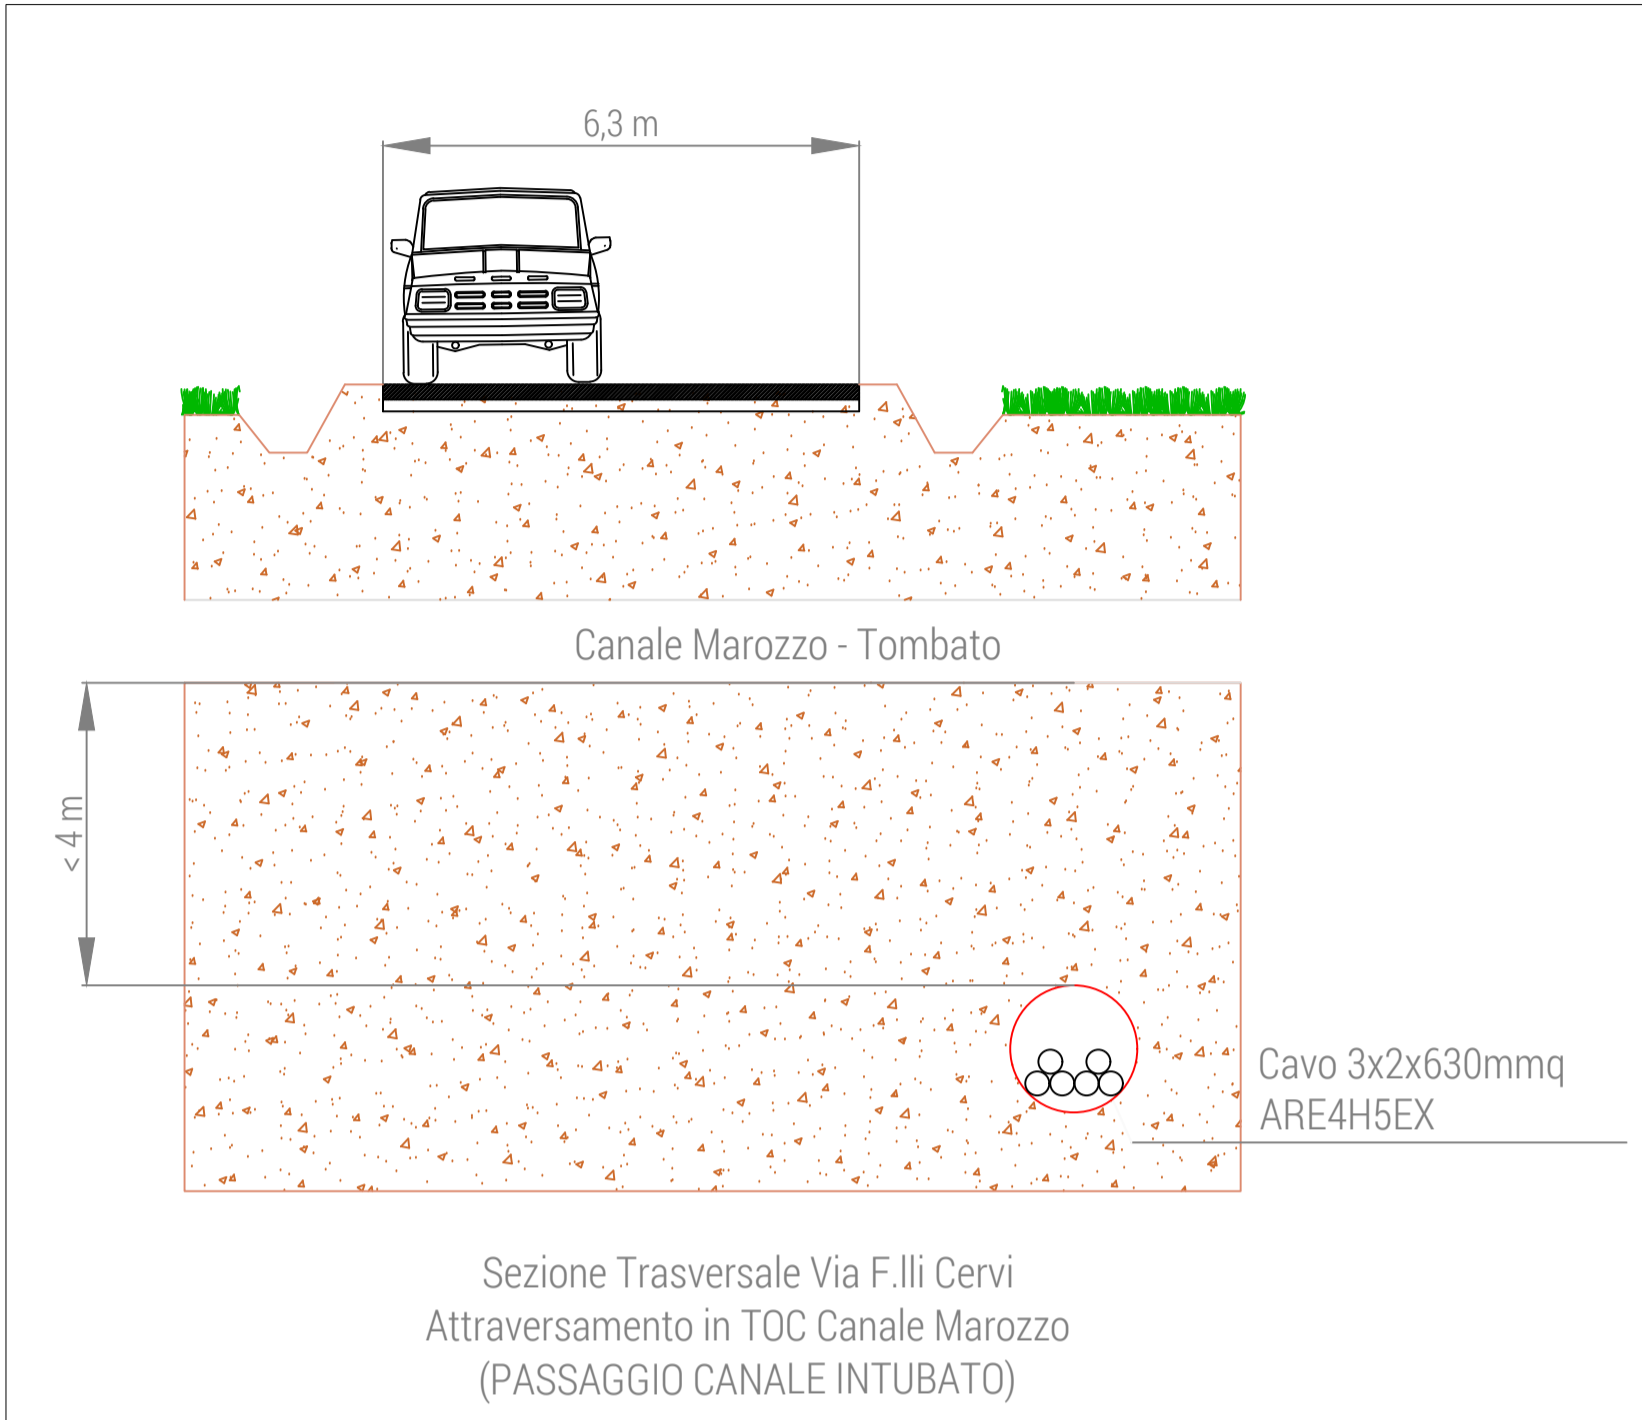 6,3 m
Canale Marozzo - Tombato
< 4 m
Cavo 3x2x630mmq
ARE4H5EX
Sezione Trasversale Via F.lli Cervi
Attraversamento in TOC Canale Marozzo
(PASSAGGIO CANALE INTUBATO)